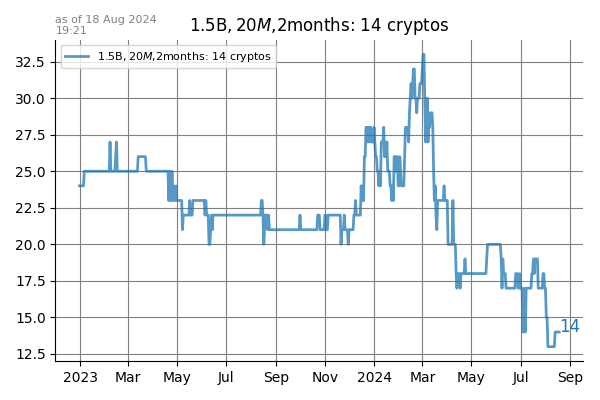 as of 18 Aug 2024
19:21
1.5B, 20M,2months: 14 cryptos
1.5B, 20M,2months: 14 cryptos
32.5
30.0
27.5
25.0
22.5
20.0
17.5
15.0
12.5
14
2023 Mar May Jul Sep Nov 2024 Mar May Jul Sep